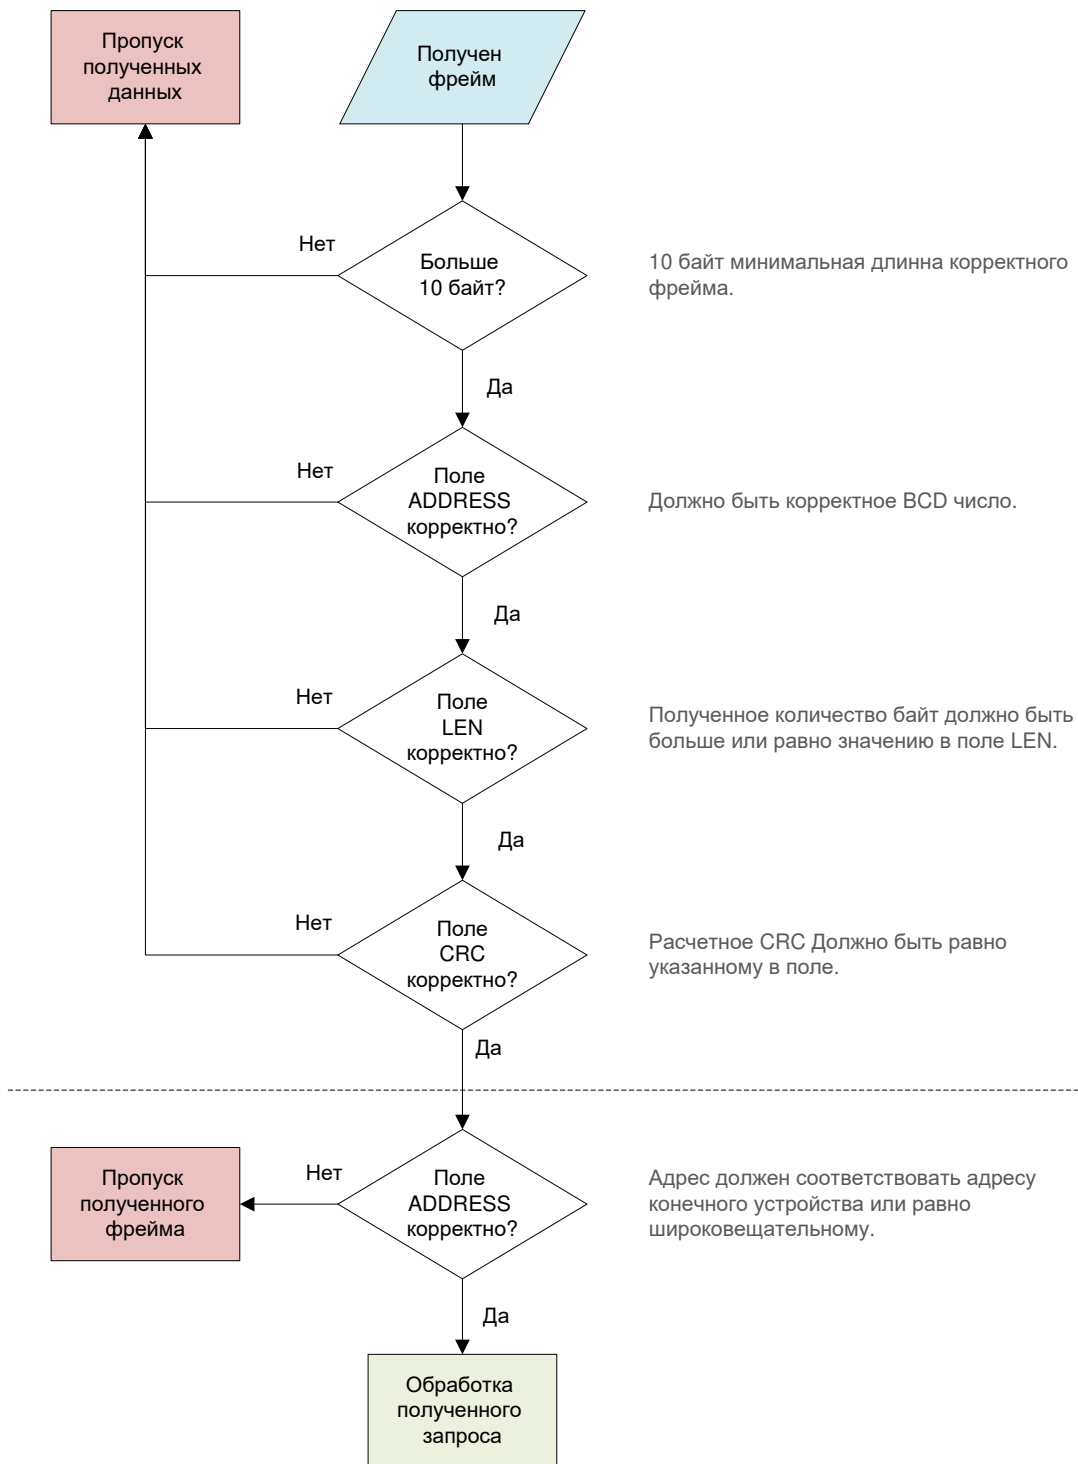 Пропуск
полученных
данных
Получен
фрейм
Нет
Больше
10 байт?
10 байт минимальная длинна корректного
фрейма.
Да
Нет
Поле
ADDRESS
корректно?
Должно быть корректное BCD число.
Да
Нет
Поле
LEN
корректно?
Полученное количество байт должно быть
больше или равно значению в поле LEN.
Да
Нет
Поле
CRC
корректно?
Расчетное CRC Должно быть равно
указанному в поле.
Да
Пропуск
полученного
фрейма
Нет
Поле
ADDRESS
корректно?
Адрес должен соответствовать адресу
конечного устройства или равно
широковещательному.
Да
Обработка
полученного
запроса